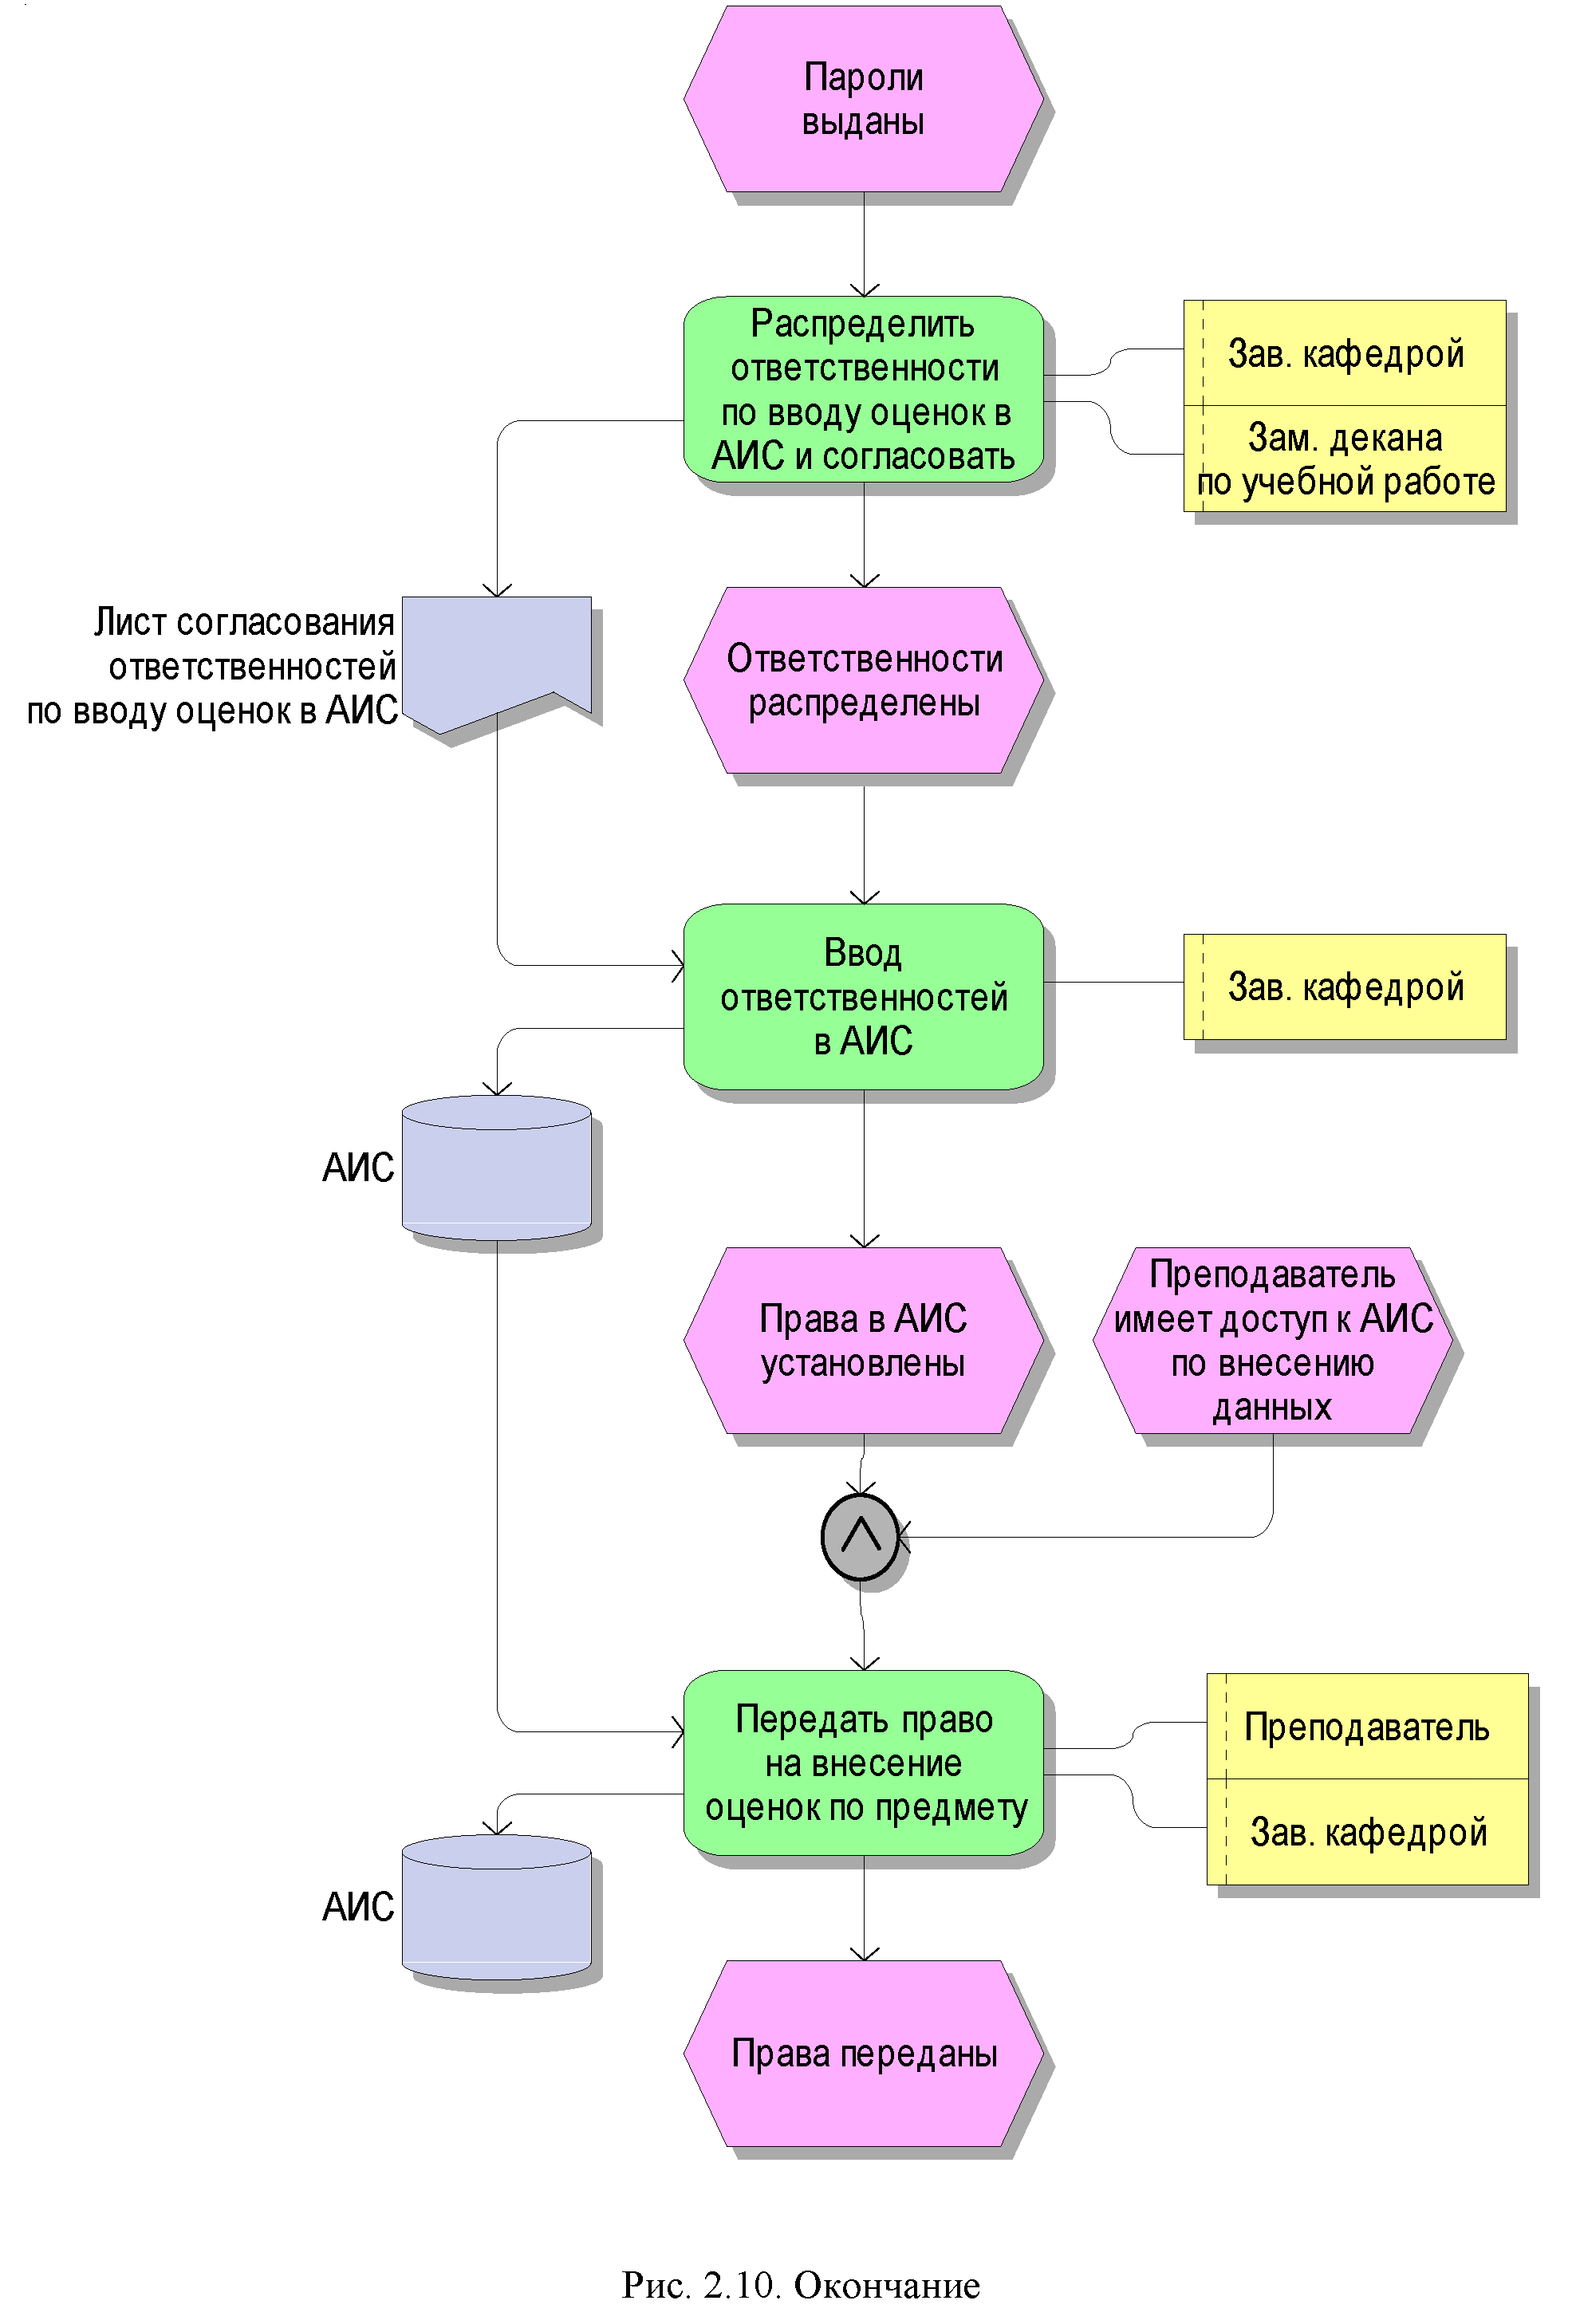 Пароли
выданы
Распределить
ответственности
по вводу оценок в
АИС и согласовать
Зав. кафедрой
Зам. декана
по учебной работе
Лист согласования
ответственностей
по вводу оценок в АИС
Ответственности
распределены
Ввод
ответственностей
в АИС
Зав. кафедрой
АИС
Права в АИС
установлены
Преподаватель
имеет доступ к АИС
по внесению
данных
Передать право
на внесение
оценок по предмету
Преподаватель
Зав. кафедрой
АИС
Права переданы
Рис. 2.10. Окончание